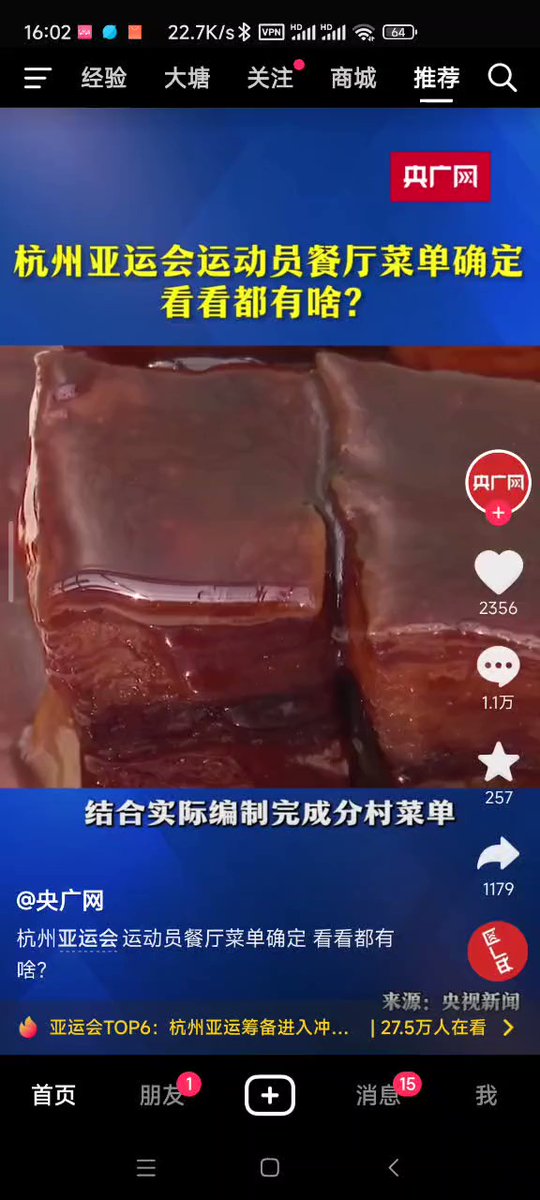 16:02 22.7K/s VPN HD HD 64
经验 大塘 关注 商城 推荐
央广网
杭州亚运会运动员餐厅菜单确定
看看都有啥？
央广网
2356
1.1万
257
结合实际编制完成分村菜单
1179
@央广网
杭州亚运会运动员餐厅菜单确定 看看都有
啥？
来源：央视新闻
亚运会TOP6：杭州亚运筹备进入冲... | 27.5万人在看
首页 朋友 1 消息 15 我